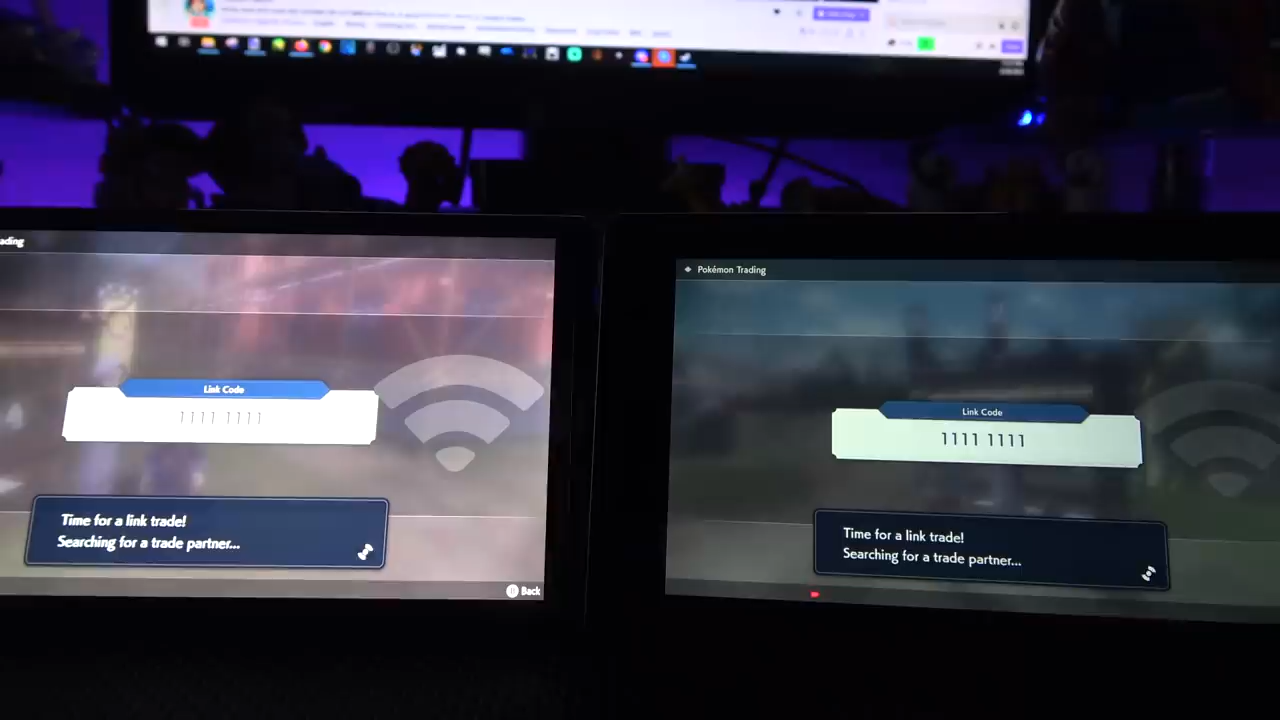 ading
Link Code
1111 1111
Time for a link trade!
Searching for a trade partner...
Back
Pokémon Trading
Link Code
1111 1111
Time for a link trade!
Searching for a trade partner...